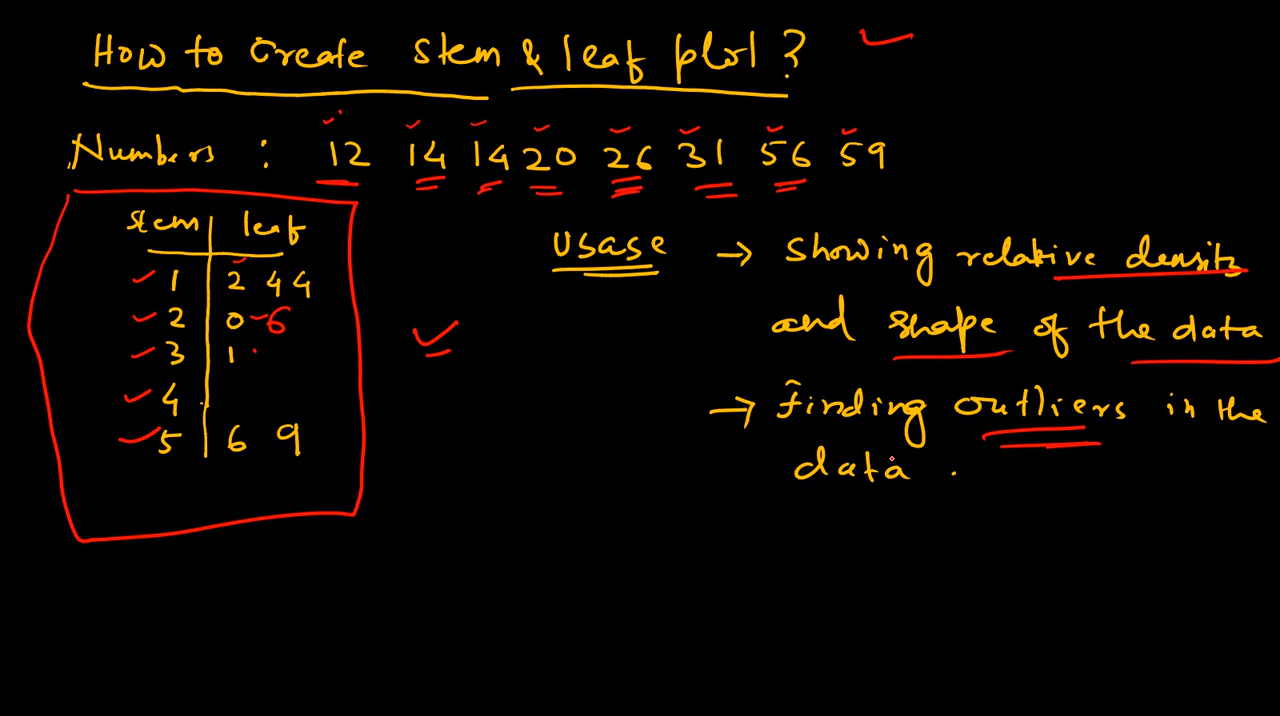 How to create stem & leaf plot ?
Numbers : 12 14 14 20 26 31 56 59
stem leaf
1 2 4 4
2 0 6
3 1
4
5 6 9
Usase → showing relative density
and shape of the data
→ Finding outliers in the
data .